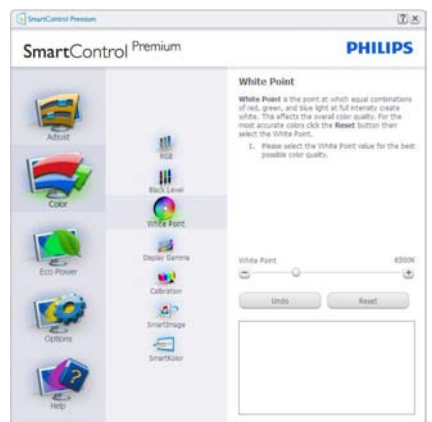 SmartControl Premium
SmartControl Premium
PHILIPS
Adjust
Color
Eco Power
Options
Help
RGB
Black Level
White Point
Display Gamma
Calibration
SmartImage
SmartKolor
White Point
White Point is the point at which equal combinations
of red, green, and blue light at full intensity create
white. This effects the overall color quality. For the
most accurate colors click the Reset button then
select the White Point.
1. Please select the White Point value for the best
possible color quality.
White Point 6500K
Undo Reset